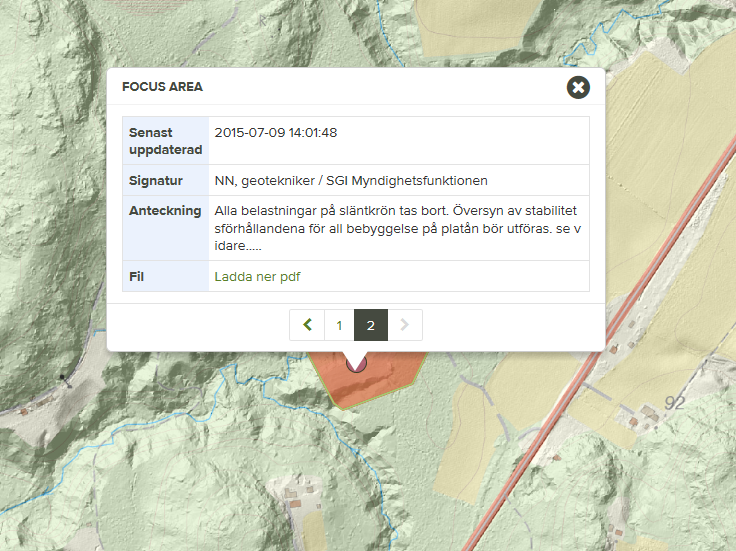 FOCUS AREA
Senast uppdaterad 2015-07-09 14:01:48
Signatur NN, geotekniker / SGI Myndighetsfunktionen
Anteckning Alla belastningar på släntkrön tas bort. Översyn av stabilitet
sförhållandena för all bebyggelse på platån bör utföras. se v
idare.....
Fil Ladda ner pdf
1 2
92